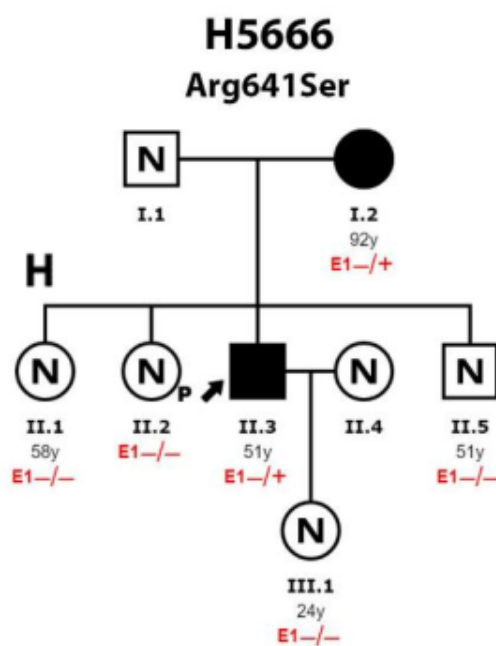 H5666
Arg641Ser
N
I.1
I.2
92y
E1—/+
H
N
N
P
N
N
II.1
II.2
II.3
II.4
II.5
58y
E1—/—
51y
51y
E1—/—
E1—/+
E1—/—
N
III.1
24y
E1—/—